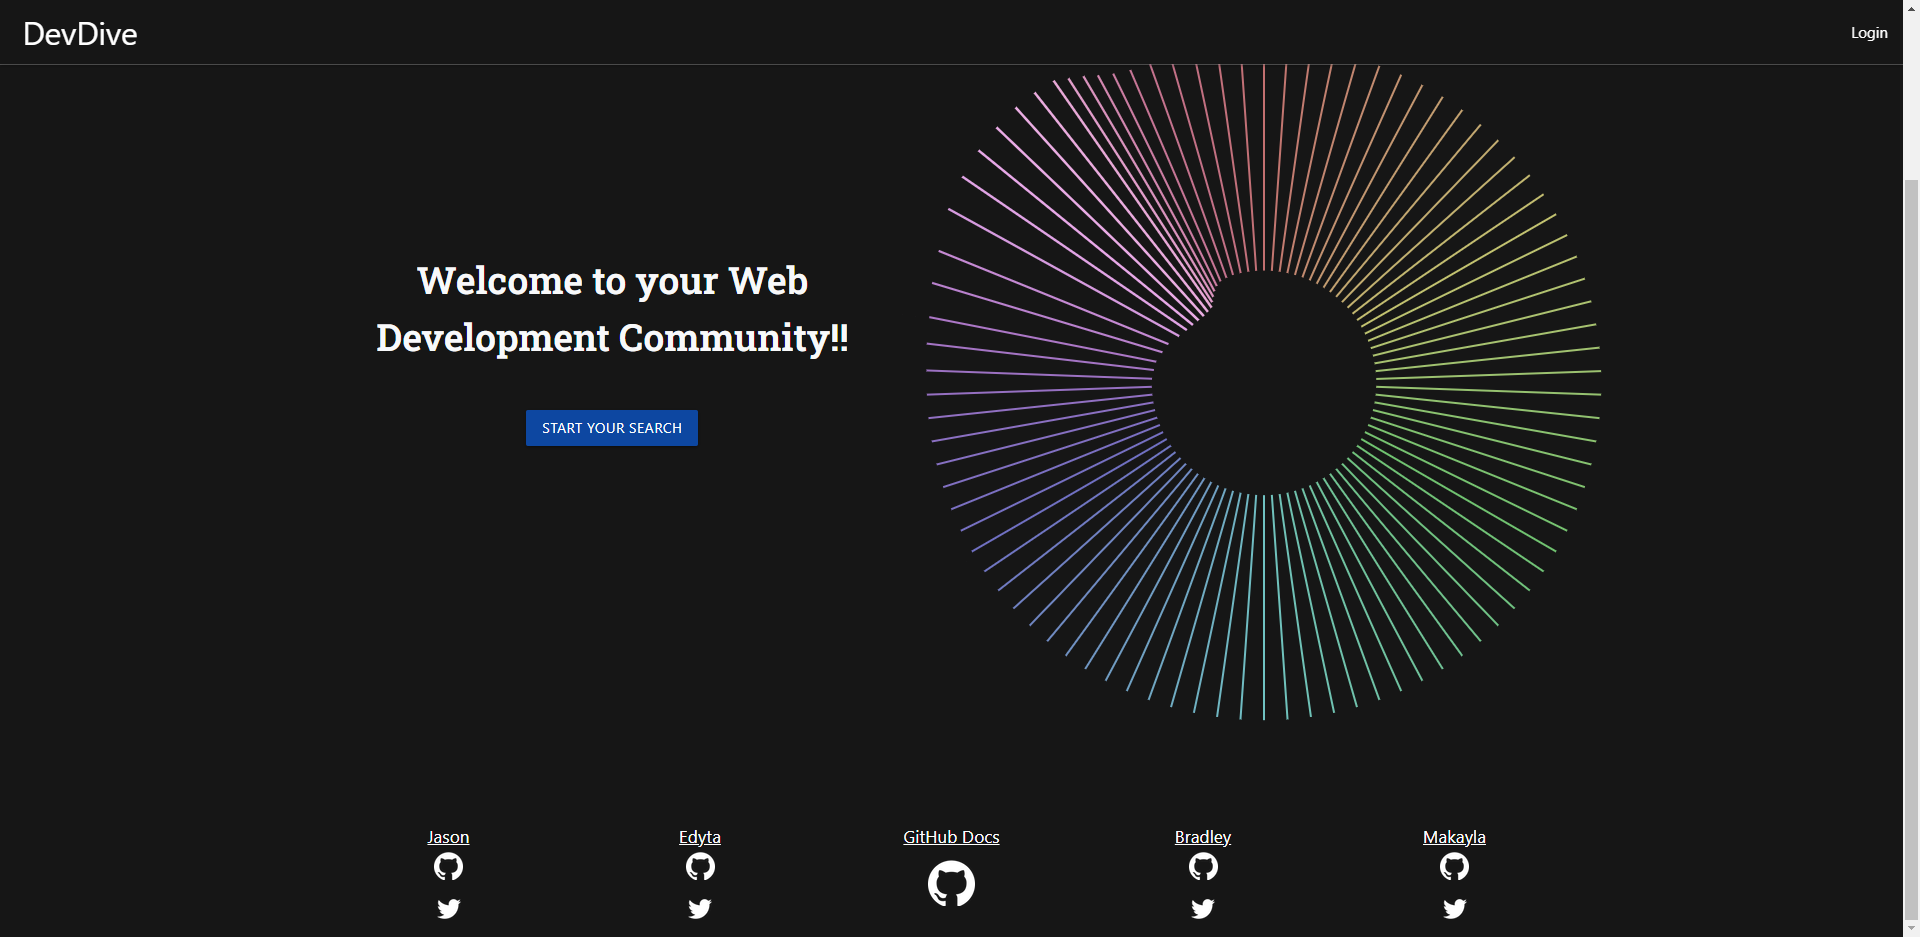 DevDive
Login
Welcome to your Web
Development Community!!
START YOUR SEARCH
Jason
Edyta
GitHub Docs
Bradley
Makayla